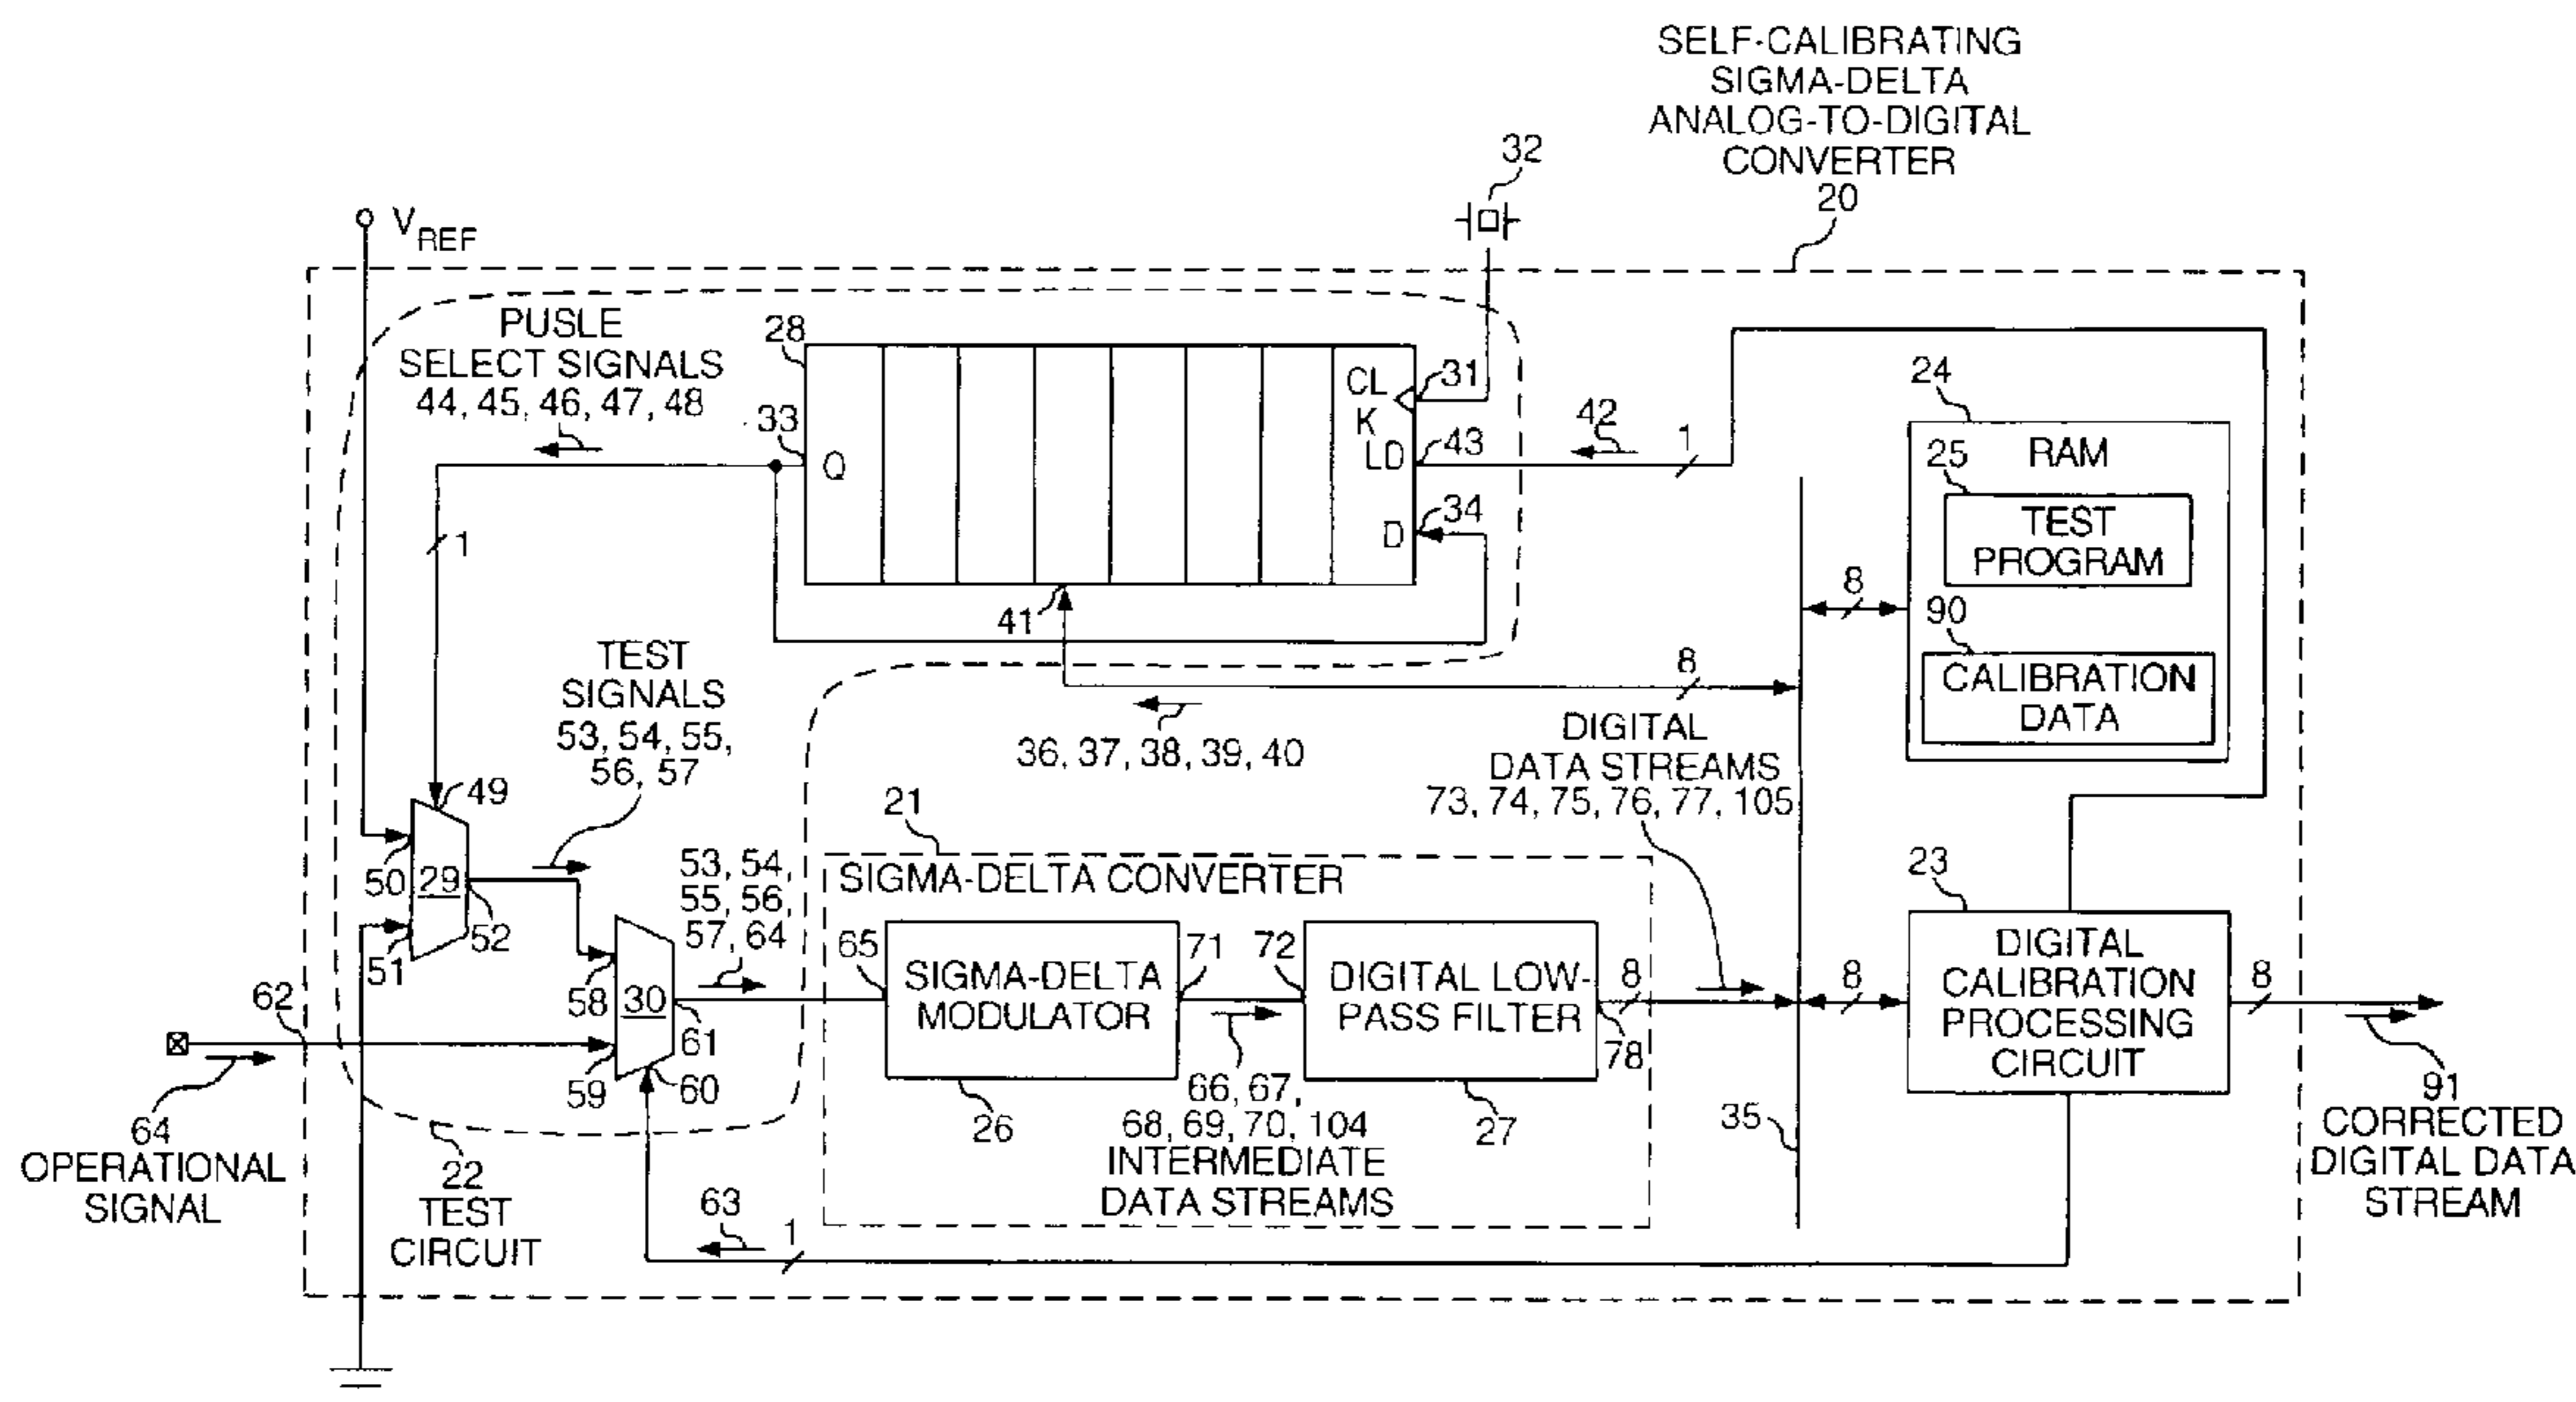 SELF-CALIBRATING
SIGMA-DELTA
ANALOG-TO-DIGITAL
CONVERTER
20
32
VREF
PUSLE
SELECT SIGNALS
44, 45, 46, 47, 48
28
33
Q
CL
K
31
LD
43
D
34
42
1
24
RAM
25
TEST
PROGRAM
90
CALIBRATION
DATA
8
1
41
8
36, 37, 38, 39, 40
TEST
SIGNALS
53, 54, 55,
56, 57
DIGITAL
DATA STREAMS
73, 74, 75, 76, 77, 105
49
50
29
51
52
53, 54,
55, 56,
57, 64
21
SIGMA-DELTA CONVERTER
65
SIGMA-DELTA
MODULATOR
71
26
72
DIGITAL LOW-
PASS FILTER
8
78
27
66, 67,
68, 69, 70, 104
INTERMEDIATE
DATA STREAMS
58
30
59
61
60
62
64
OPERATIONAL
SIGNAL
22
TEST
CIRCUIT
63
1
35
8
23
DIGITAL
CALIBRATION
PROCESSING
CIRCUIT
8
91
CORRECTED
DIGITAL DATA
STREAM